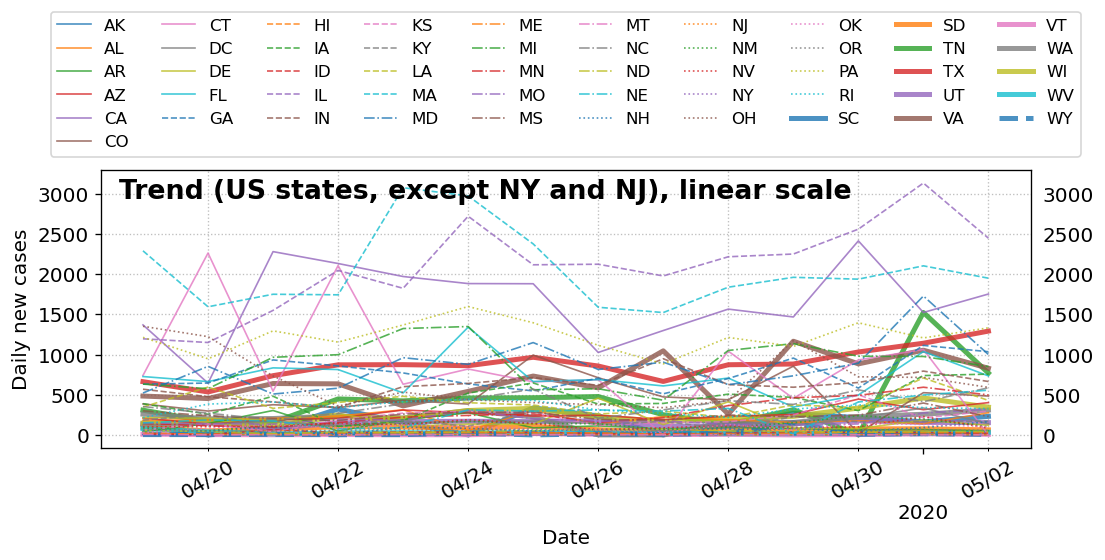 AK CT HI KS ME MT NJ OK SD VT
AL DC IA KY MI NC NM OR TN WA
AR DE ID LA MN ND NV PA TX WI
AZ FL IL MA MO NE NY RI UT WV
CA GA IN MD MS NH OH SC VA WY
CO
Trend (US states, except NY and NJ), linear scale
Daily new cases
3000 3000
2500 2500
2000 2000
1500 1500
1000 1000
500 500
0 0
04/20 04/22 04/24 04/26 04/28 04/30 05/02
2020
Date